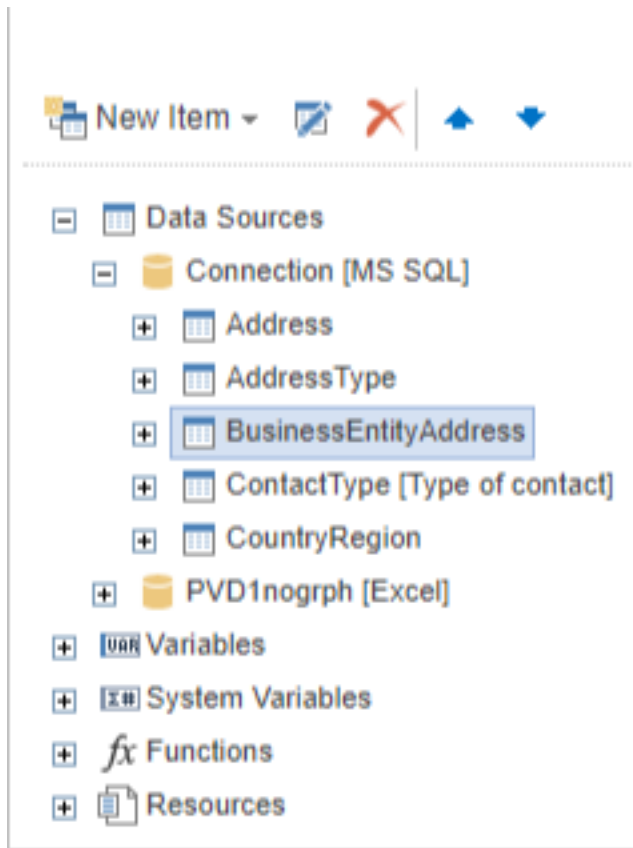 New Item
Data Sources
Connection [MS SQL]
Address
AddressType
BusinessEntityAddress
ContactType [Type of contact]
CountryRegion
PVD1nogrph [Excel]
VAR Variables
Σ# System Variables
fx Functions
Resources